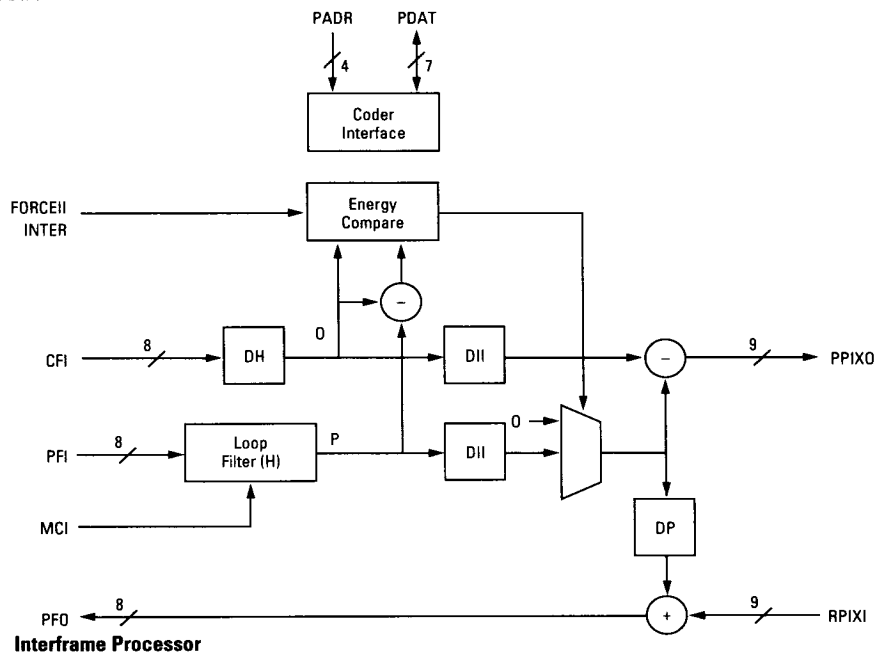 PADR
PDAT
4
7
Coder
Interface
FORCEII
INTER
Energy
Compare
CFI
8
DH
O
DII
9
PPIXO
PFI
8
Loop
Filter (H)
P
DII
O
MCI
DP
PFO
8
+
9
RPIXI
Interframe Processor